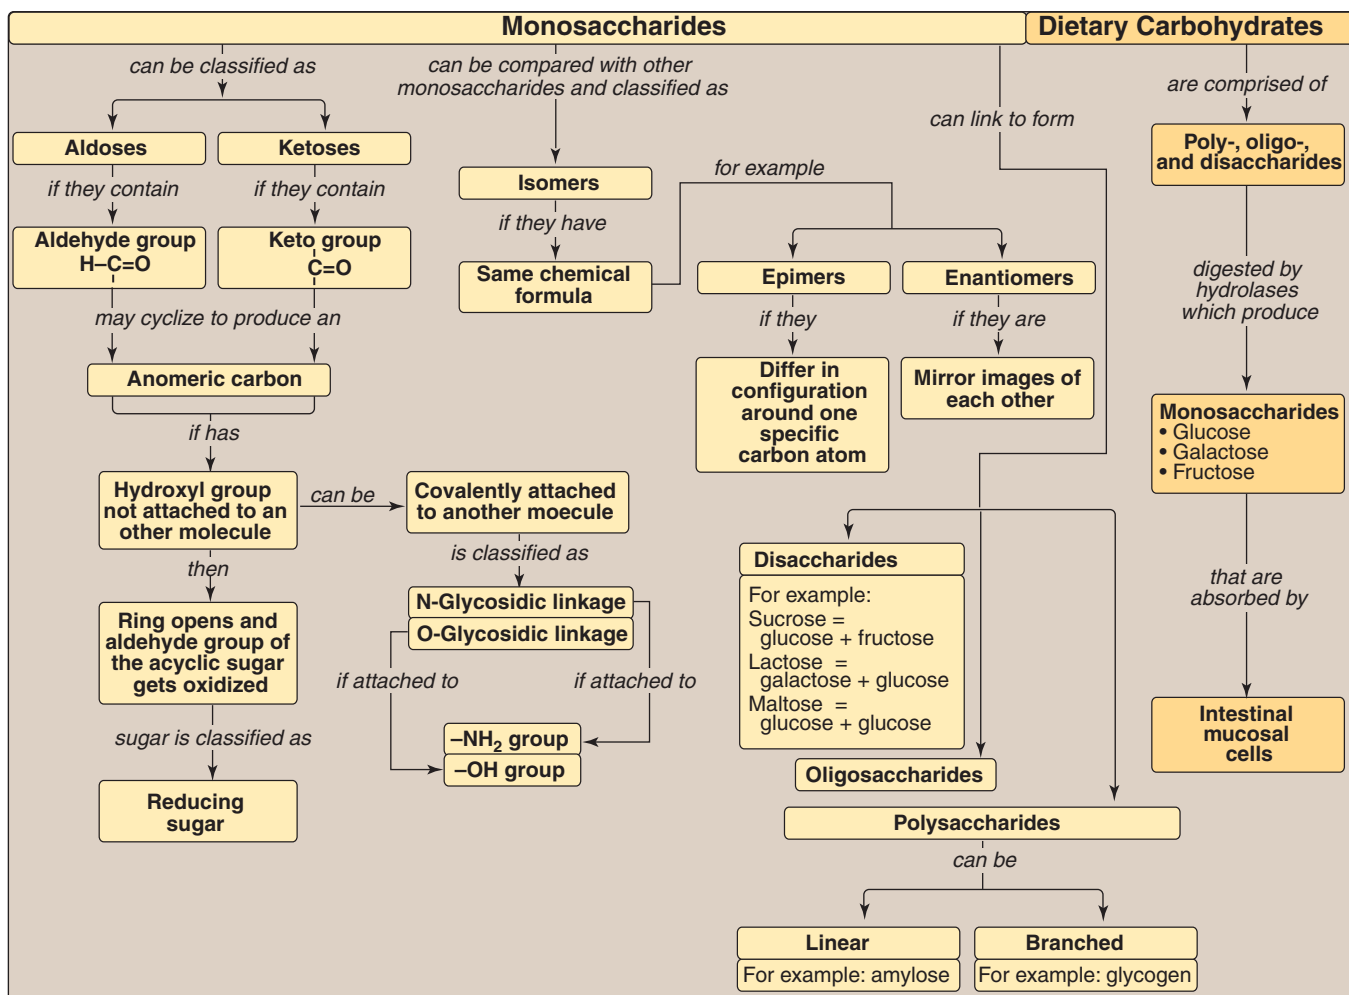 Monosaccharides
Dietary Carbohydrates
can be classified as
Aldoses
Ketoses
if they contain
if they contain
Aldehyde group
H–C=O
Keto group
C=O
may cyclize to produce an
Anomeric carbon
if has
Hydroxyl group
not attached to an
other molecule
can be
Covalently attached
to another moecule
is classified as
N-Glycosidic linkage
O-Glycosidic linkage
if attached to
if attached to
–NH2 group
–OH group
then
Ring opens and
aldehyde group of
the acyclic sugar
gets oxidized
sugar is classified as
Reducing
sugar
can be compared with other
monosaccharides and classified as
Isomers
if they have
Same chemical
formula
for example
Epimers
Enantiomers
if they
if they are
Differ in
configuration
around one
specific
carbon atom
Mirror images of
each other
can link to form
Disaccharides
For example:
Sucrose =
glucose + fructose
Lactose =
galactose + glucose
Maltose =
glucose + glucose
Oligosaccharides
Polysaccharides
can be
Linear
For example: amylose
Branched
For example: glycogen
are comprised of
Poly-, oligo-,
and disaccharides
digested by
hydrolases
which produce
Monosaccharides
• Glucose
• Galactose
• Fructose
that are
absorbed by
Intestinal
mucosal
cells